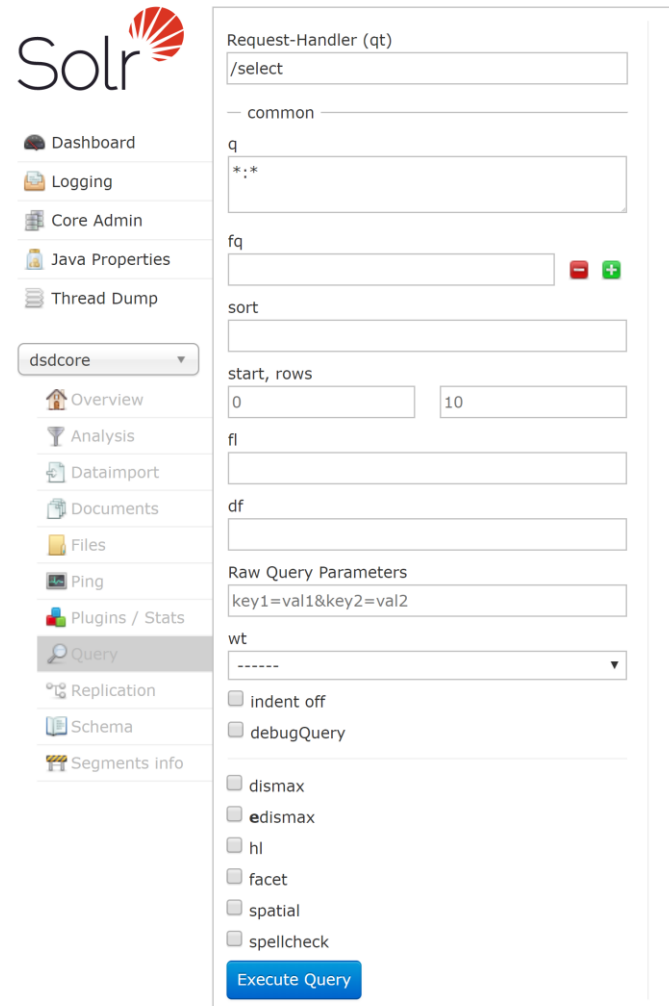 Solr
Dashboard
Logging
Core Admin
Java Properties
Thread Dump
dsdcore
Overview
Analysis
Dataimport
Documents
Files
Ping
Plugins / Stats
Query
Replication
Schema
Segments info
Request-Handler (qt)
/select
common
q
*:*
fq
sort
start, rows
0 10
fl
df
Raw Query Parameters
key1=val1&key2=val2
wt
------
indent off
debugQuery
dismax
edismax
hl
facet
spatial
spellcheck
Execute Query